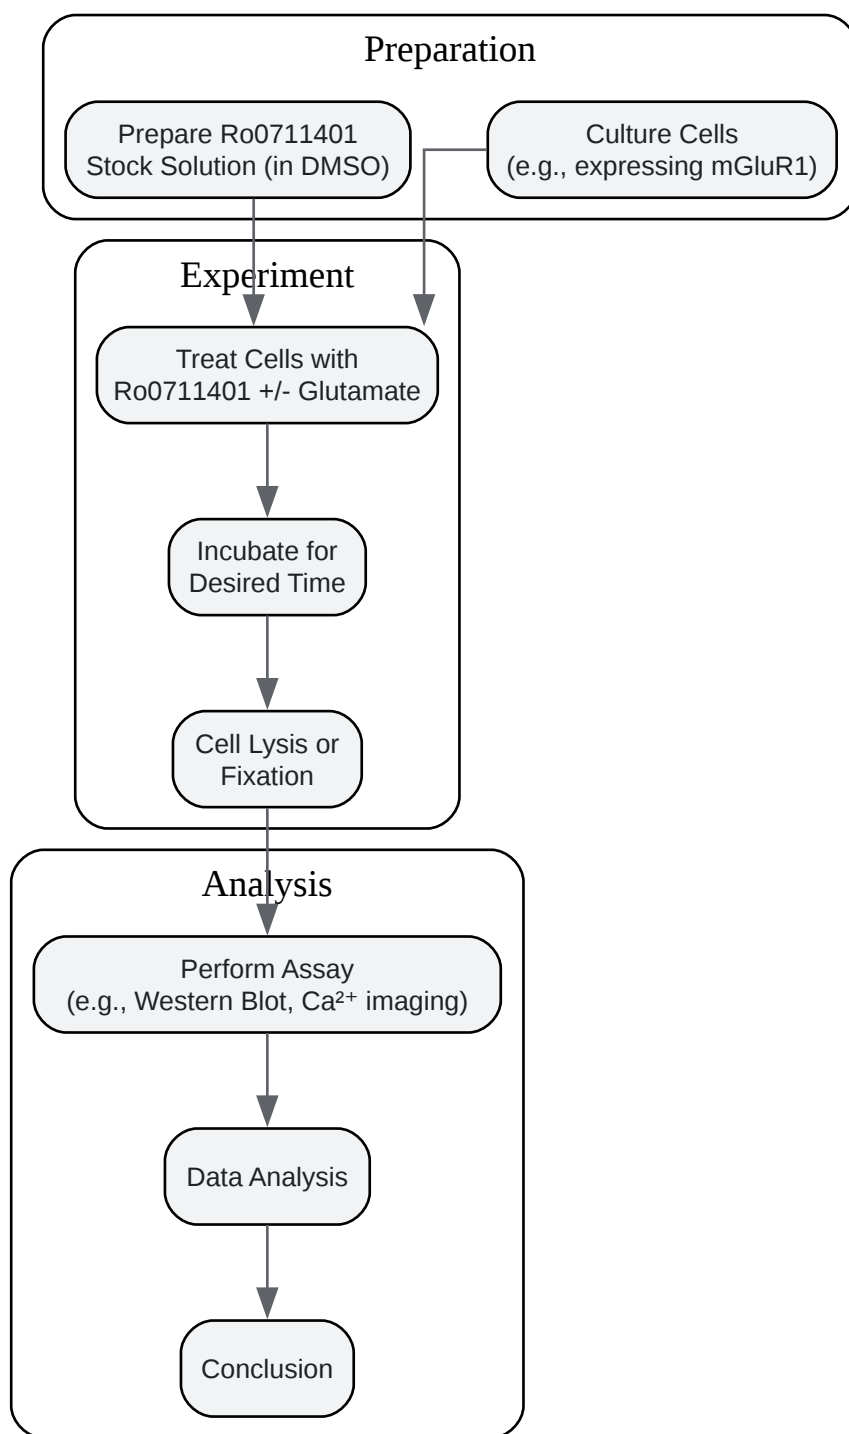 Preparation
Prepare Ro0711401
Stock Solution (in DMSO)
Culture Cells
(e.g., expressing mGluR1)
Experiment
Treat Cells with
Ro0711401 +/- Glutamate
Incubate for
Desired Time
Cell Lysis or
Fixation
Analysis
Perform Assay
(e.g., Western Blot, Ca²⁺ imaging)
Data Analysis
Conclusion